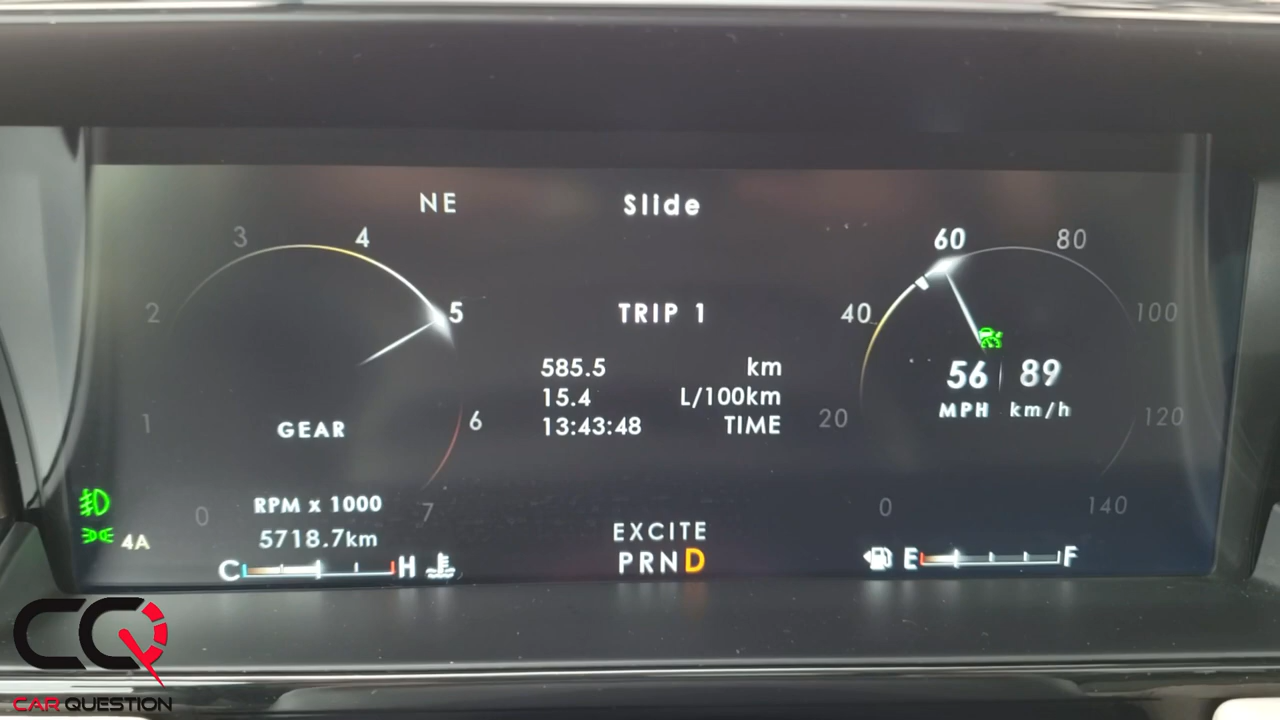 NE
Slide
3
4
60
80
2
5
TRIP 1
40
100
585.5 km
56 89
15.4 L/100km
MPH km/h
1
6
GEAR
13:43:48 TIME
20
120
RPM x 1000
0
7
0
140
5718.7km
EXCITE
4A
PRND
C H
E F
CQ
CAR QUESTION